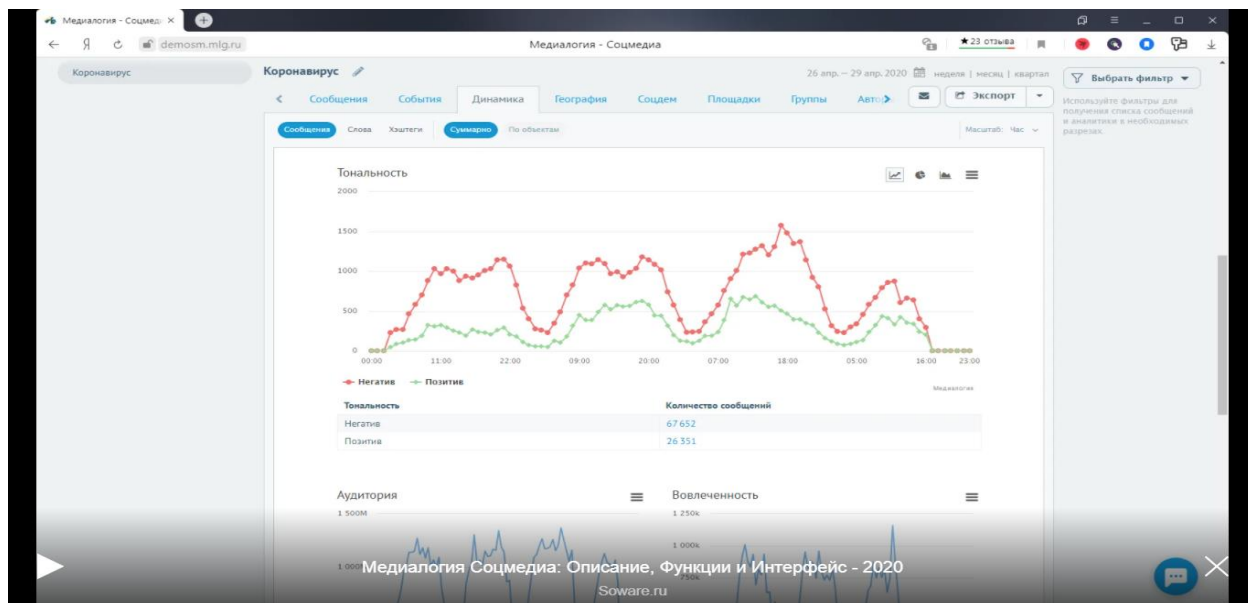 Медиалогия - Соцмед
demosm.mlg.ru
Медиалогия - Соцмедиа
★23 отзыва
Коронавирус
Коронавирус
26 апр. – 29 апр. 2020 неделя | месяц | квартал
Выбрать фильтр
Сообщения События Динамика География Соцдем Площадки Группы Авто
Экспорт
Используйте фильтры для
получения списка сообщений
и аналитики в необходимых
разрезах.
Сообщения Слова Хэштеги Суммарно По объектам
Масштаб: Час
Тональность
2000
1500
1000
500
0
00:00 11:00 22:00 09:00 20:00 07:00 18:00 05:00 16:00 23:00
Негатив Позитив
Медиалогия
Тональность Количество сообщений
Негатив 67 652
Позитив 26 351
Аудитория Вовлеченность
1 500M 1 250k
1 000k
Медиалогия Соцмедиа: Описание, Функции и Интерфейс - 2020
750k
Soware.ru